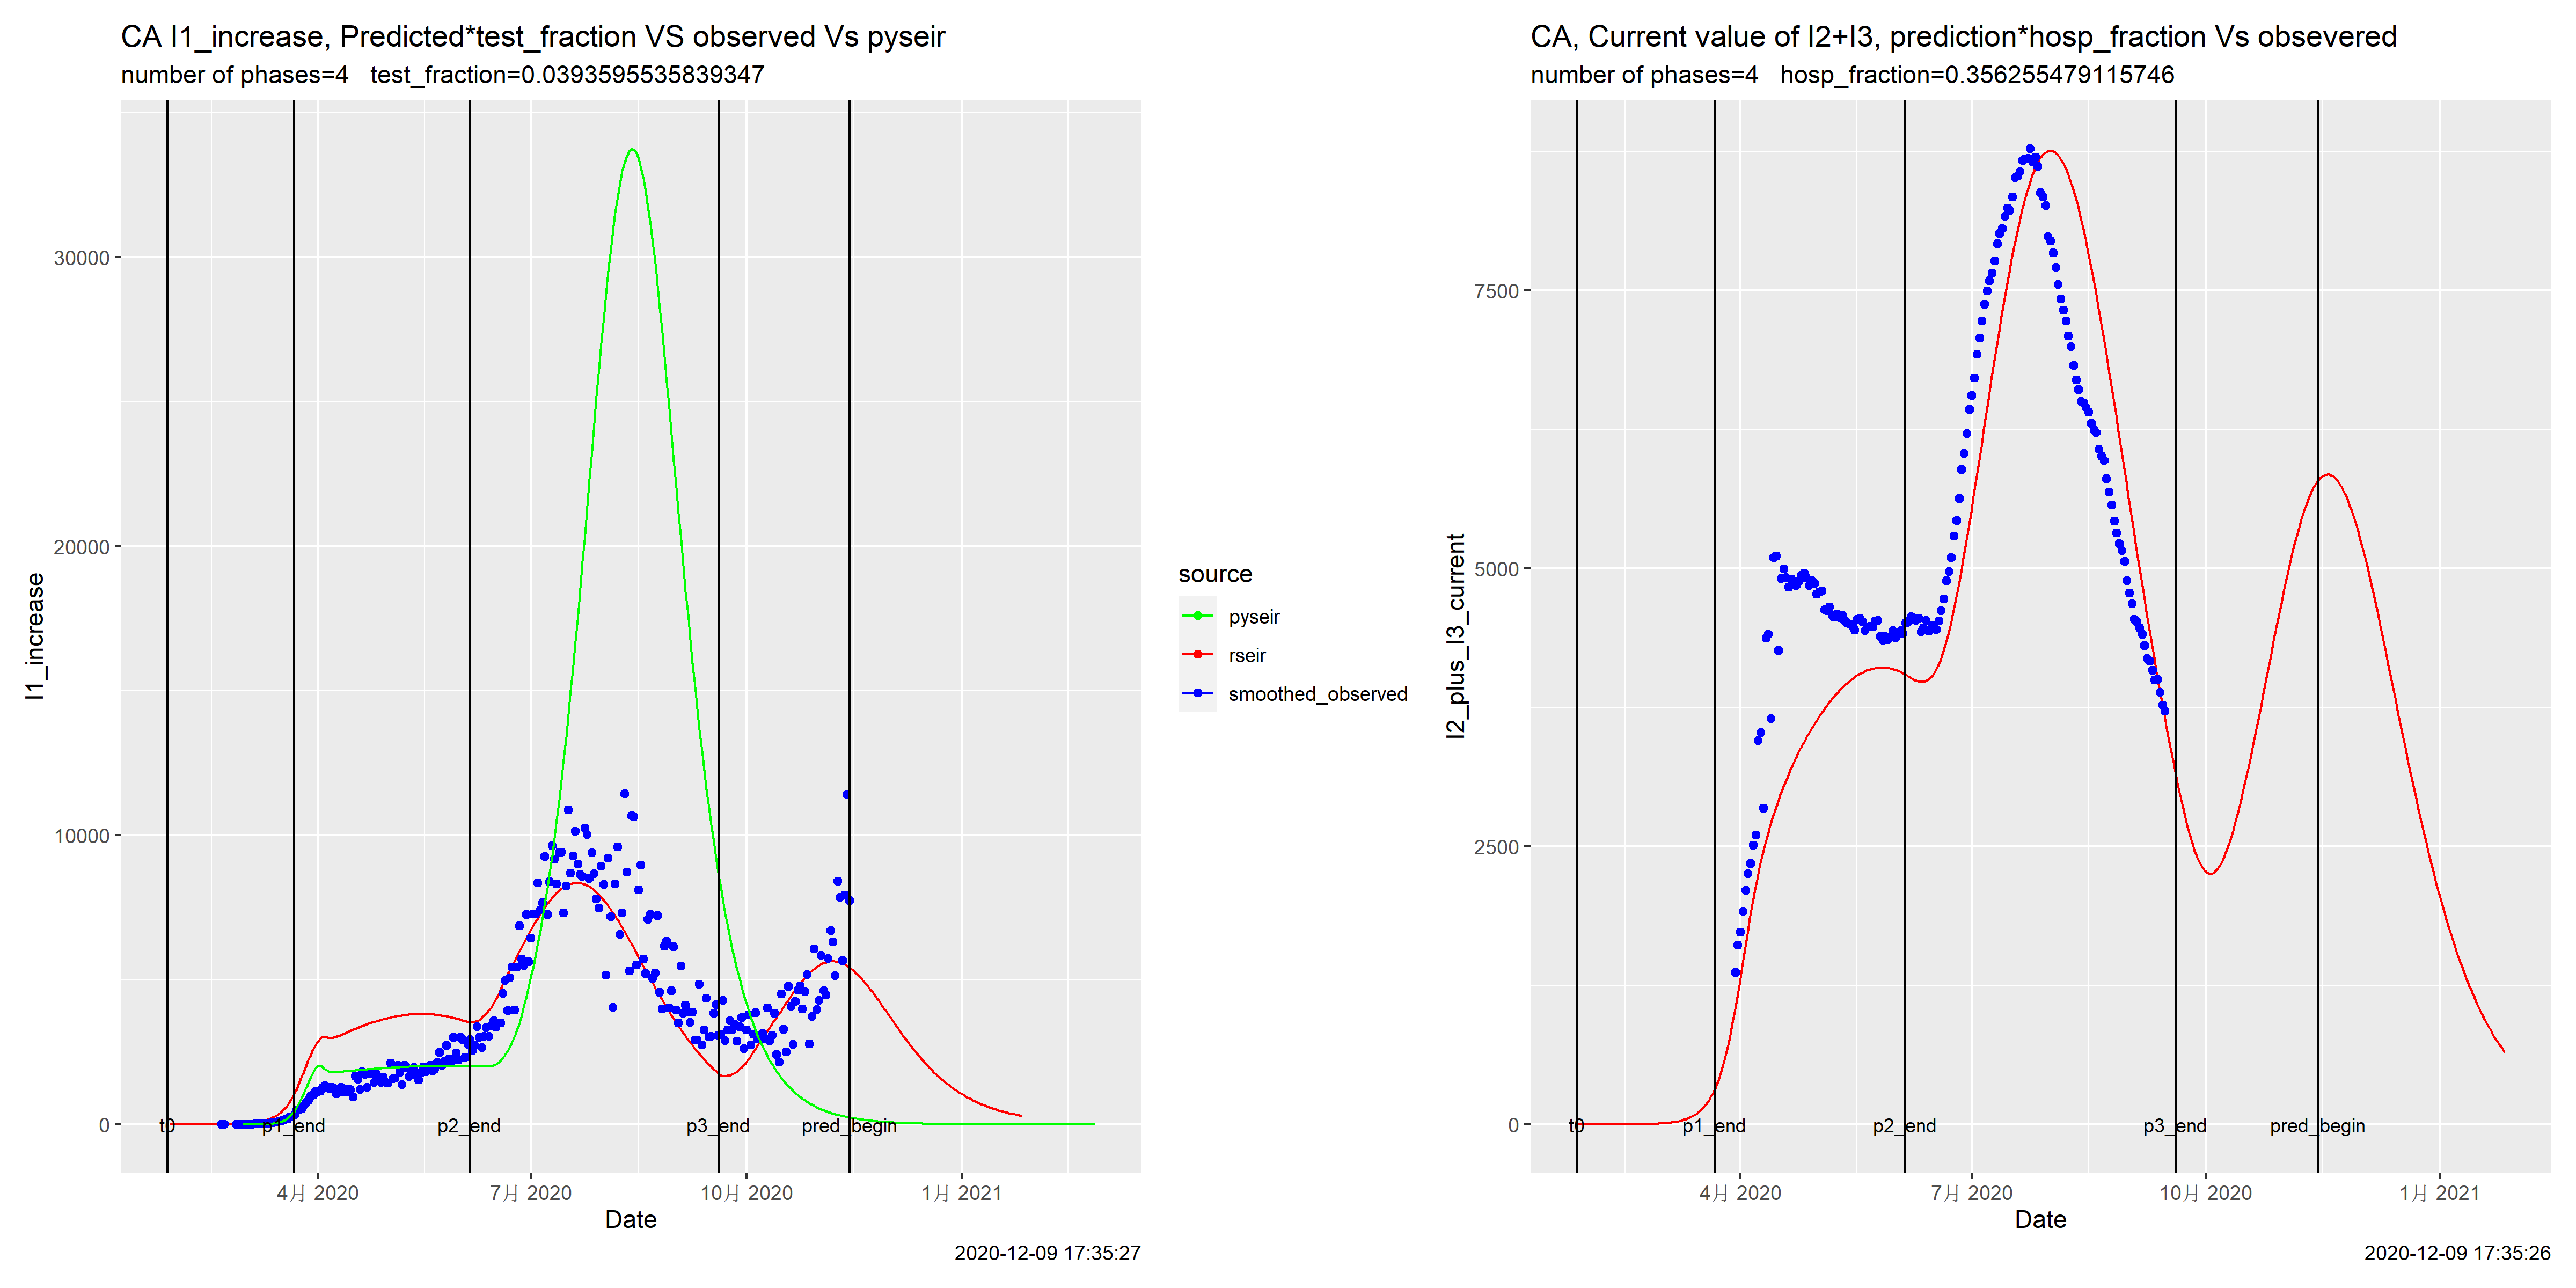 CA I1_increase, Predicted*test_fraction VS observed Vs pyseir
number of phases=4 test_fraction=0.0393595535839347
I1_increase
30000
20000
10000
0
t0
p1_end
p2_end
p3_end
pred_begin
4月 2020
7月 2020
10月 2020
1月 2021
Date
2020-12-09 17:35:27
source
pyseir
rseir
smoothed_observed
CA, Current value of I2+I3, prediction*hosp_fraction Vs obsevered
number of phases=4 hosp_fraction=0.356255479115746
I2_plus_I3_current
7500
5000
2500
0
t0
p1_end
p2_end
p3_end
pred_begin
4月 2020
7月 2020
10月 2020
1月 2021
Date
2020-12-09 17:35:26